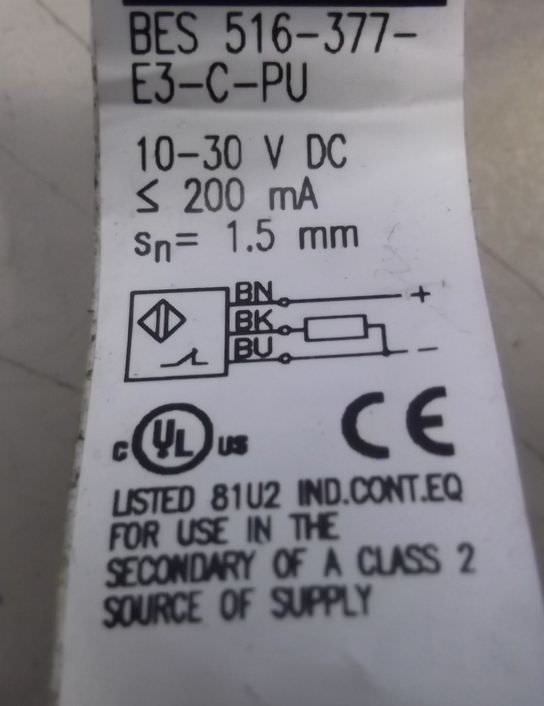 BES 516-377-
E3-C-PU
10-30 V DC
≤ 200 mA
sn= 1.5 mm
BN +
BK
BU -
c UL us CE
LISTED 81U2 IND.CONT.EQ
FOR USE IN THE
SECONDARY OF A CLASS 2
SOURCE OF SUPPLY